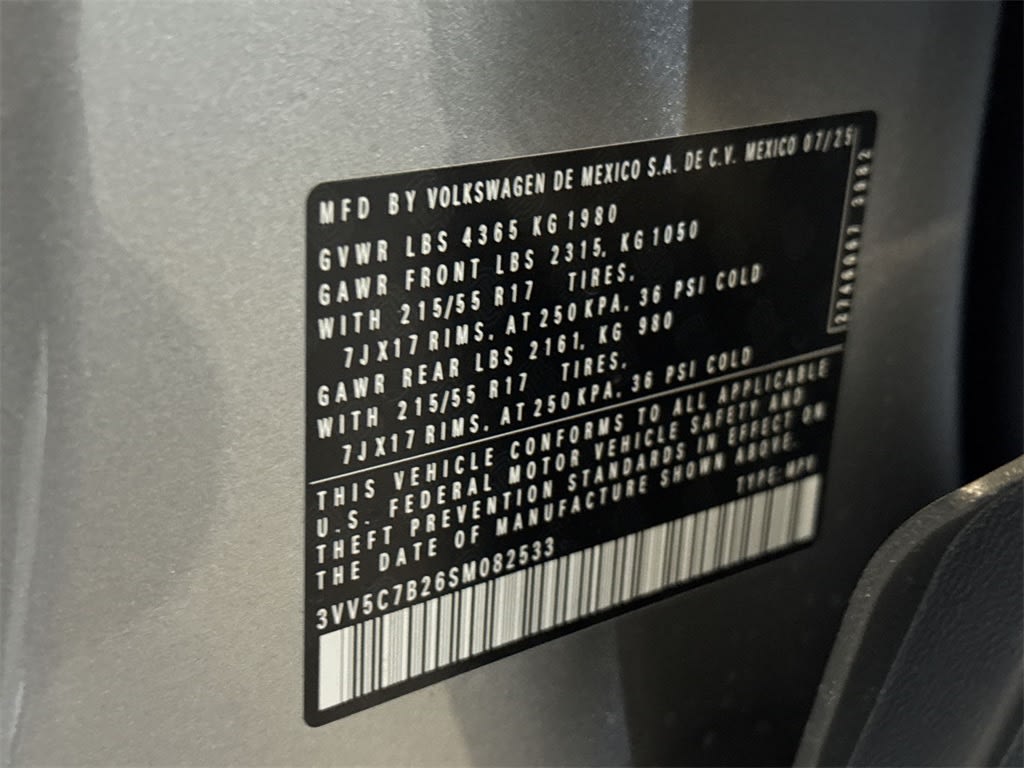 MFD BY VOLKSWAGEN DE MEXICO S.A. DE C.V. MEXICO 07/25
GVWR LBS 4365 KG 1980
GAWR FRONT LBS 2315, KG 1050
WITH 215/55 R17 TIRES,
7JX17 RIMS, AT 250 KPA, 36 PSI COLD
GAWR REAR LBS 2161, KG 980
WITH 215/55 R17 TIRES,
7JX17 RIMS, AT 250 KPA, 36 PSI COLD
THIS VEHICLE CONFORMS TO ALL APPLICABLE
U.S. FEDERAL MOTOR VEHICLE SAFETY AND
THEFT PREVENTION STANDARDS IN EFFECT ON
THE DATE OF MANUFACTURE SHOWN ABOVE.
TYPE: MPV
3VV5C7B26SM082533